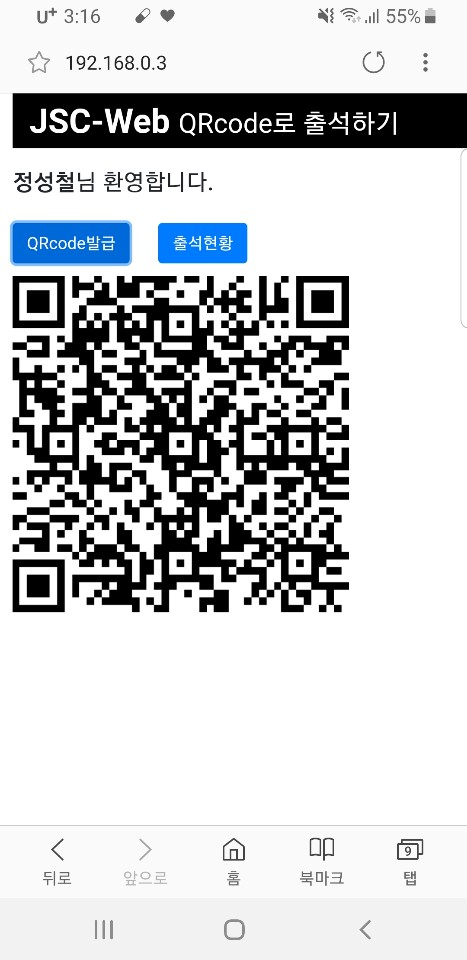 U+ 3:16 55%
192.168.0.3
JSC-Web QRcode로 출석하기
정성철님 환영합니다.
QRcode발급 출석현황
뒤로 앞으로 홈 북마크 9 탭